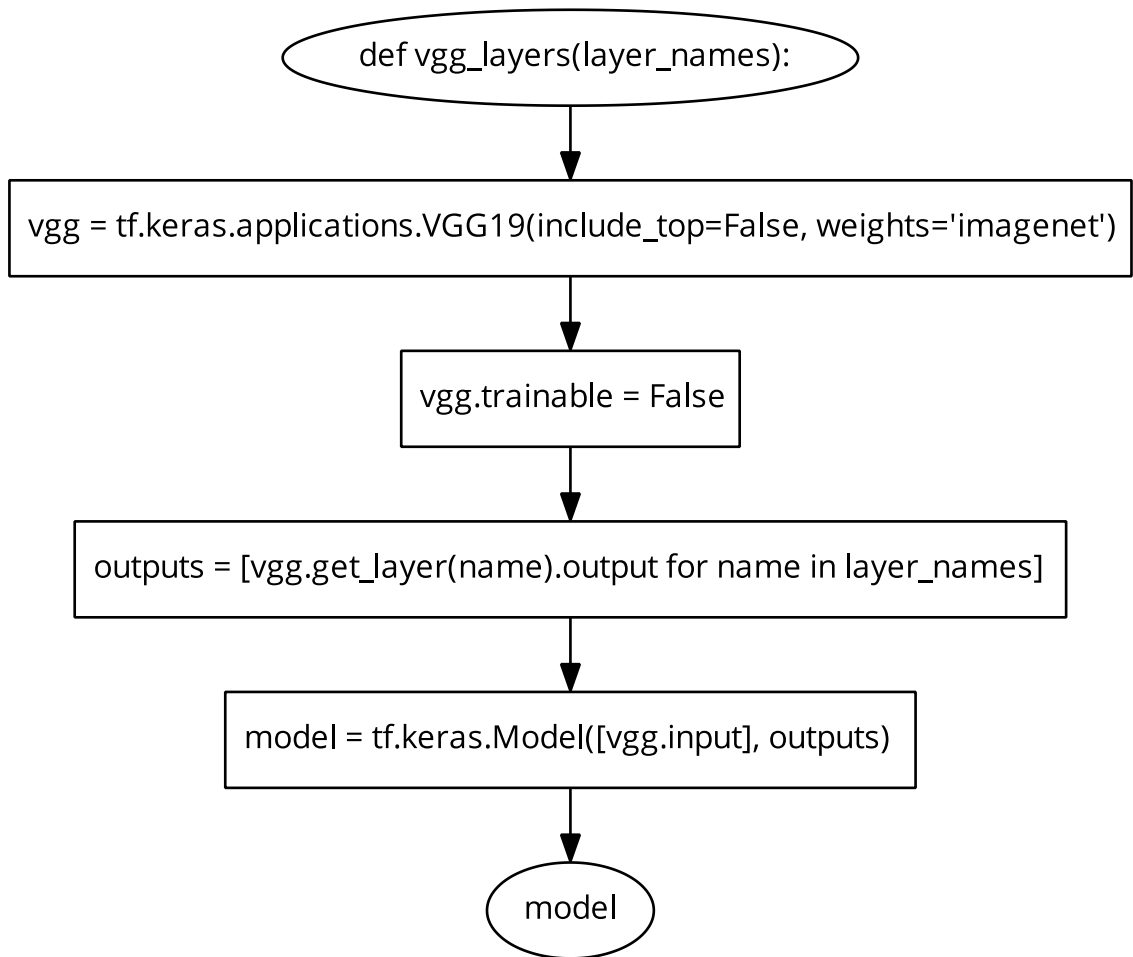 def vgg_layers(layer_names):
vgg = tf.keras.applications.VGG19(include_top=False, weights='imagenet')
vgg.trainable = False
outputs = [vgg.get_layer(name).output for name in layer_names]
model = tf.keras.Model([vgg.input], outputs)
model